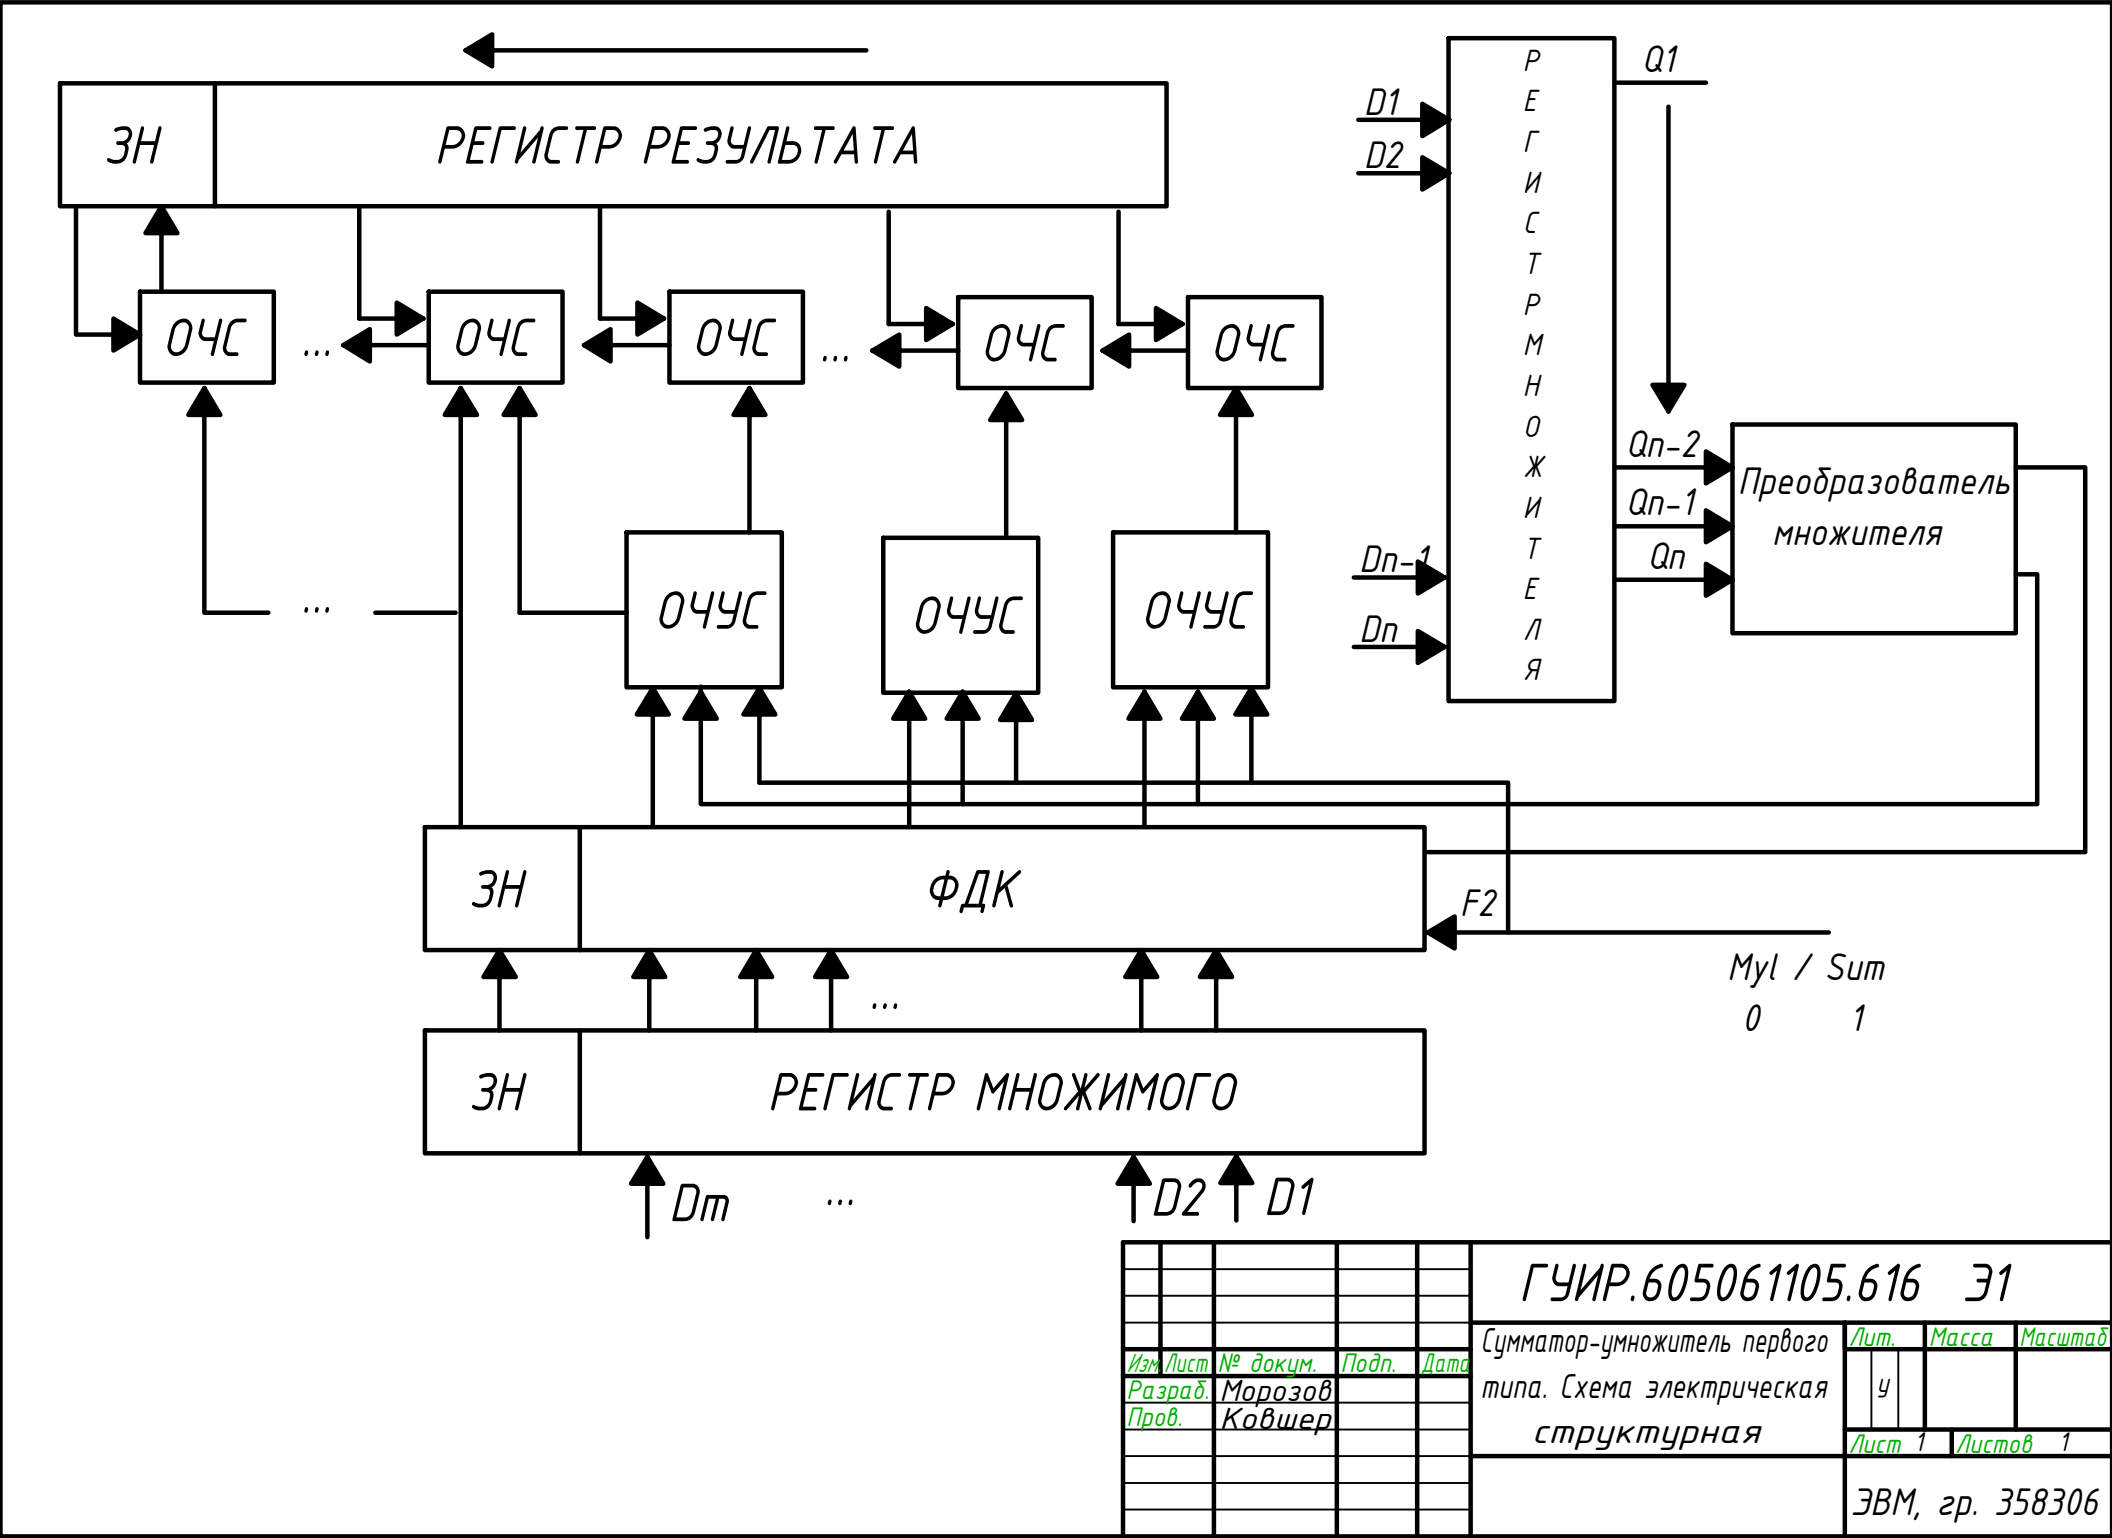 ЗН РЕГИСТР РЕЗУЛЬТАТА
ОЧС ... ОЧС ОЧС ... ОЧС ОЧС
... ОЧУС ОЧУС ОЧУС
ЗН ФДК
F2
Myl / Sum
0 1
...
ЗН РЕГИСТР МНОЖИМОГО
Dm ... D2 D1
D1
D2
Dn-1
Dn
Р
Е
Г
И
С
Т
Р
М
Н
О
Ж
И
Т
Е
Л
Я
Q1
Qn-2
Qn-1
Qn
Преобразователь
множителя
ГУИР.605061105.616 Э1
Сумматор-умножитель первого
типа. Схема электрическая
структурная
Лит. Масса Масштаб
у
Лист 1 Листов 1
Изм Лист № докум. Подп. Дата
Разраб. Морозов
Пров. Ковшер
ЭВМ, гр. 358306